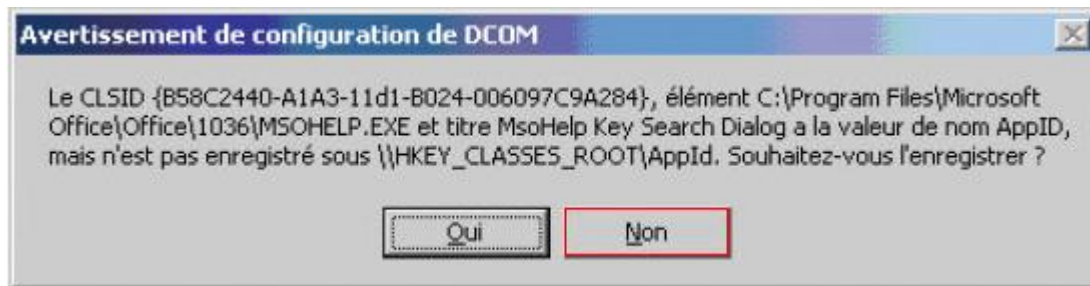 Avertissement de configuration de DCOM
Le CLSID {B58C2440-A1A3-11d1-B024-006097C9A284}, élément C:\Program Files\Microsoft
Office\Office\1036\MSOHELP.EXE et titre MsoHelp Key Search Dialog a la valeur de nom AppID,
mais n'est pas enregistré sous \\HKEY_CLASSES_ROOT\AppId. Souhaitez-vous l'enregistrer ?
Oui
Non